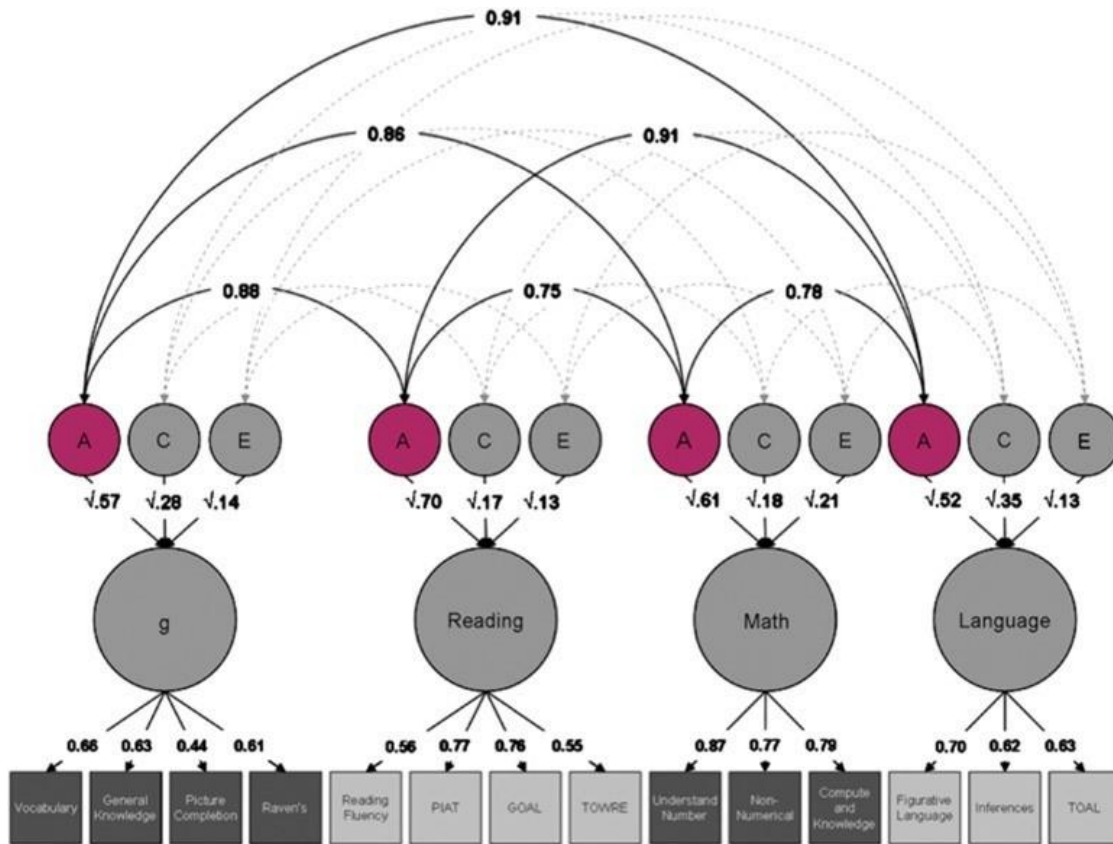 0.91
0.86
0.91
0.88
0.75
0.78
A C E A C E A C E A C E
√.57 √.28 √.14 √.70 √.17 √.13 √.61 √.18 √.21 √.52 √.35 √.13
g Reading Math Language
0.66 0.63 0.44 0.61 0.56 0.77 0.76 0.55 0.87 0.77 0.79 0.70 0.62 0.63
Vocabulary
General
Knowledge
Picture
Completion
Raven's
Reading
Fluency
PIAT
GOAL
TOWRE
Understand
Number
Non-
Numerical
Compute
and
Knowledge
Figurative
Language
Inferences
TOAL